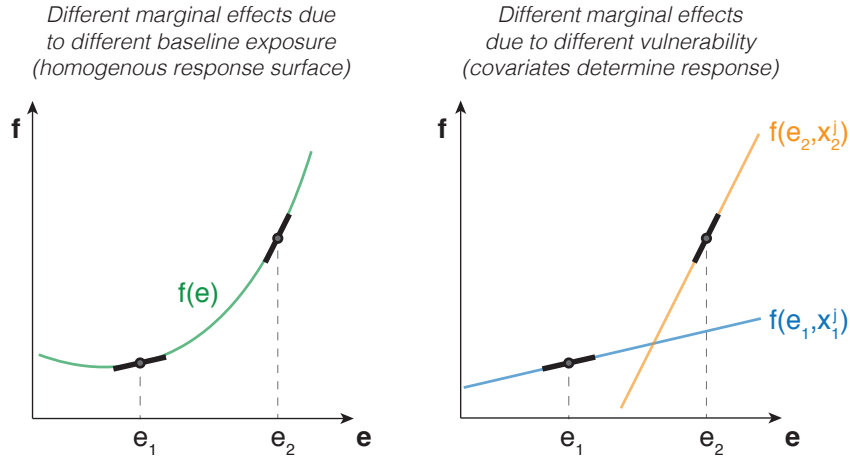 Different marginal effects due
to different baseline exposure
(homogenous response surface)
f
f(e)
e₁
e₂
e
Different marginal effects
due to different vulnerability
(covariates determine response)
f
f(e₂,x₂ʲ)
f(e₁,x₁ʲ)
e₁
e₂
e